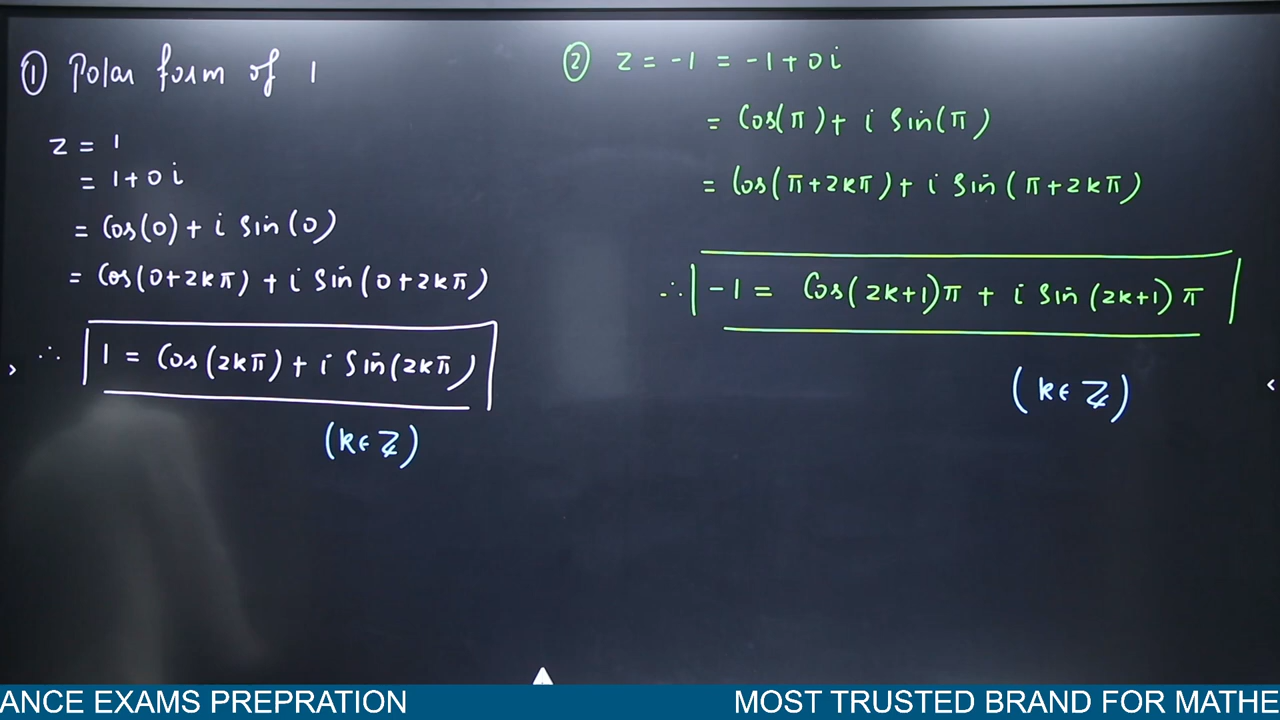 ① Polar form of 1
z = 1
= 1+0i
= Cos(0) + i Sin(0)
= Cos(0+2kπ) + i Sin(0+2kπ)
∴ 1 = Cos(2kπ) + i Sin(2kπ)
(k∈ℤ)
② z = -1 = -1+0i
= Cos(π) + i Sin(π)
= Cos(π+2kπ) + i Sin(π+2kπ)
∴ -1 = Cos(2k+1)π + i Sin(2k+1)π
(k∈ℤ)
ANCE EXAMS PREPRATION MOST TRUSTED BRAND FOR MATHE